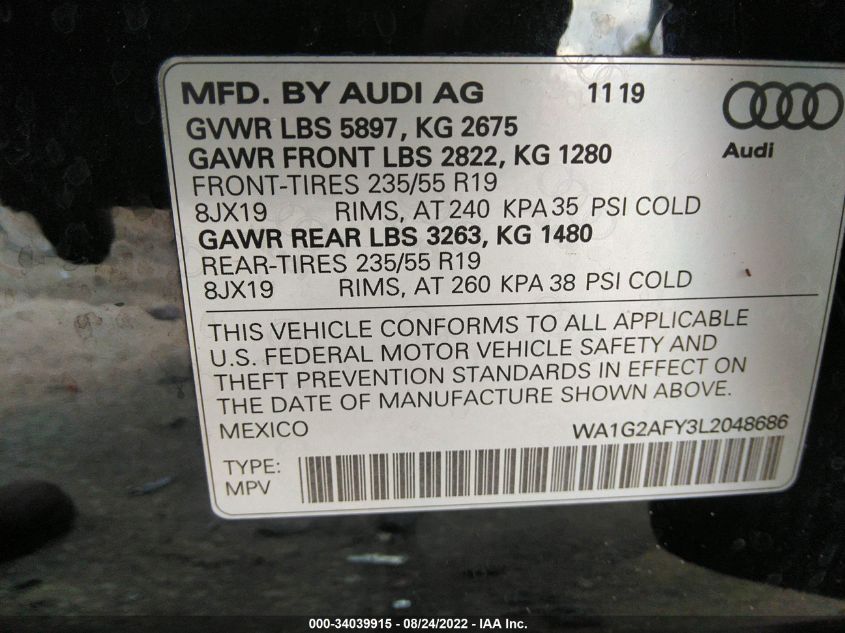 MFD. BY AUDI AG 11 19
GVWR LBS 5897, KG 2675
GAWR FRONT LBS 2822, KG 1280
Audi
FRONT-TIRES 235/55 R19
8JX19 RIMS, AT 240 KPA 35 PSI COLD
GAWR REAR LBS 3263, KG 1480
REAR-TIRES 235/55 R19
8JX19 RIMS, AT 260 KPA 38 PSI COLD
THIS VEHICLE CONFORMS TO ALL APPLICABLE
U.S. FEDERAL MOTOR VEHICLE SAFETY AND
THEFT PREVENTION STANDARDS IN EFFECT ON
THE DATE OF MANUFACTURE SHOWN ABOVE.
MEXICO WA1G2AFY3L2048686
TYPE:
MPV
000-34039915 - 08/24/2022 - IAA Inc.